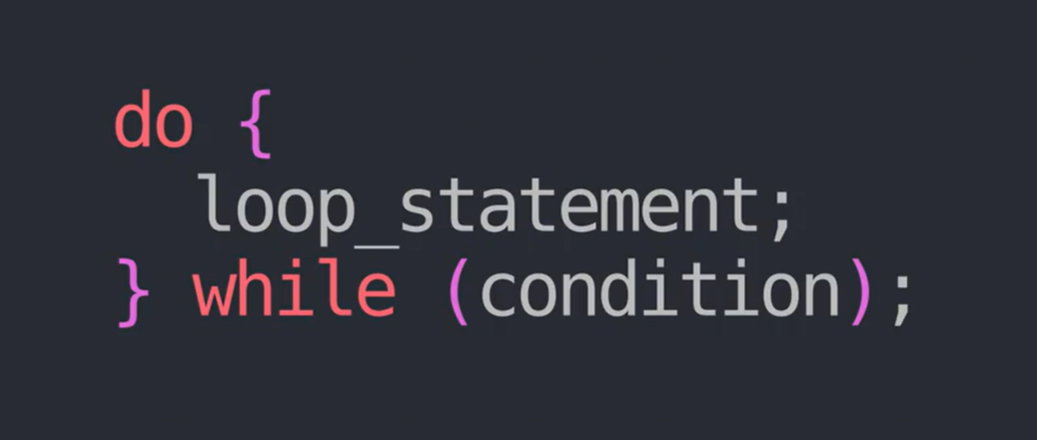 do {
loop_statement;
} while (condition);